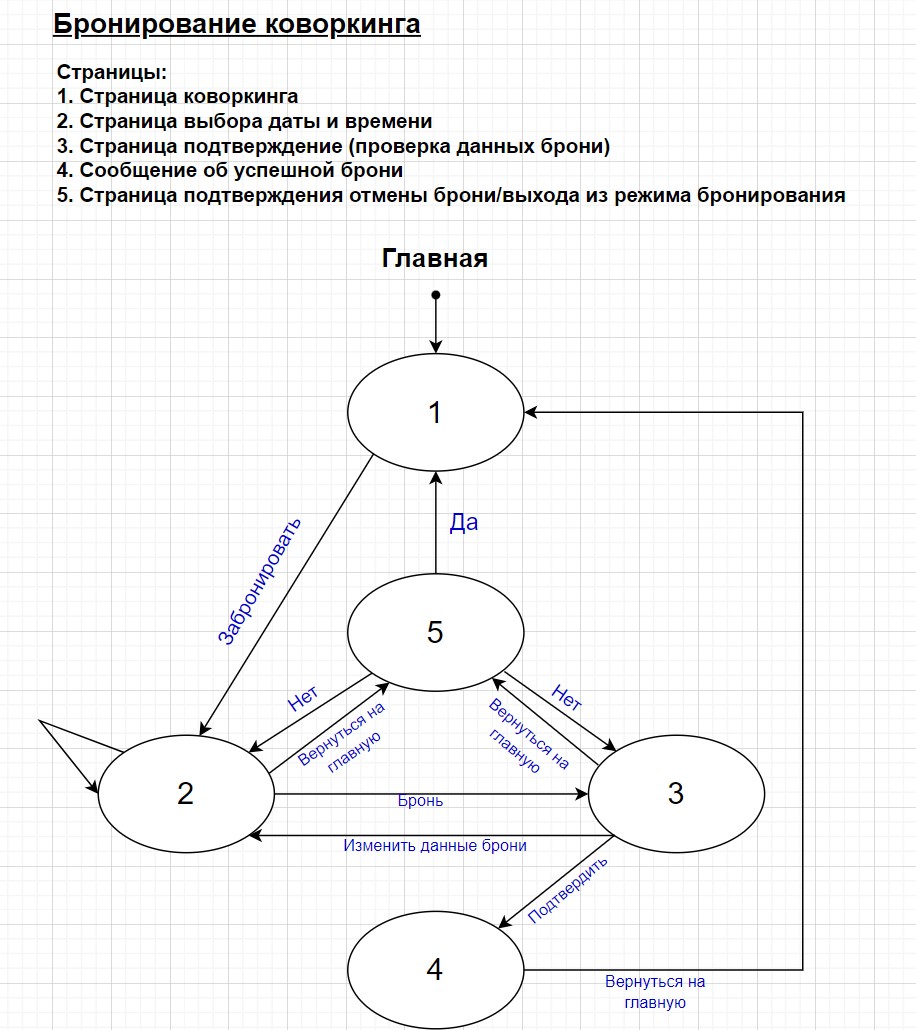 Бронирование коворкинга
Страницы:
1. Страница коворкинга
2. Страница выбора даты и времени
3. Страница подтверждение (проверка данных брони)
4. Сообщение об успешной брони
5. Страница подтверждения отмены брони/выхода из режима бронирования
Главная
1
Да
Забронировать
5
Нет
Нет
Вернуться на
главную
Вернуться на
главную
2
3
Бронь
Изменить данные брони
Подтвердить
4
Вернуться на
главную